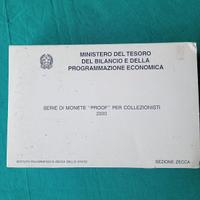 MINISTERO DEL TESORO
DEL BILANCIO E DELLA
PROGRAMMAZIONE ECONOMICA
SERIE DI MONETE "PROOF" PER COLLEZIONISTI
2000
ISTITUTO POLIGRAFICO E ZECCA DELLO STATO
SEZIONE ZECCA